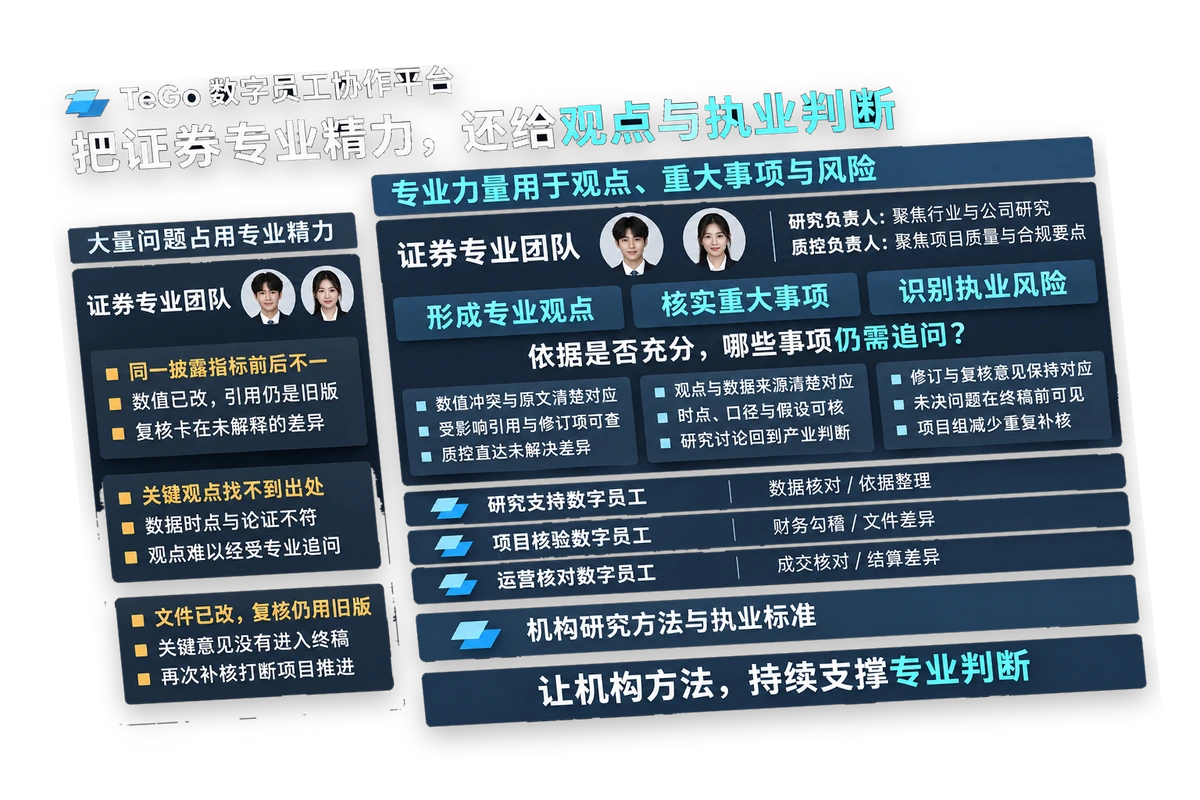 TeGo 数字员工协作平台
把证券专业精力，还给观点与执业判断
大量问题占用专业精力
证券专业团队
同一披露指标前后不一
数值已改，引用仍是旧版
复核卡在未解释的差异
关键观点找不到出处
数据时点与论证不符
观点难以经受专业追问
文件已改，复核仍用旧版
关键意见没有进入终稿
再次补核打断项目推进
专业力量用于观点、重大事项与风险
证券专业团队
研究负责人：聚焦行业与公司研究
质控负责人：聚焦项目质量与合规要点
形成专业观点
核实重大事项
识别执业风险
依据是否充分，哪些事项仍需追问？
数值冲突与原文清楚对应
受影响引用与修订项可查
质控直达未解决差异
观点与数据来源清楚对应
时点、口径与假设可核
研究讨论回到产业判断
修订与复核意见保持对应
未决问题在终稿前可见
项目组减少重复补核
研究支持数字员工 数据核对 / 依据整理
项目核验数字员工 财务勾稽 / 文件差异
运营核对数字员工 成交核对 / 结算差异
机构研究方法与执业标准
让机构方法，持续支撑专业判断